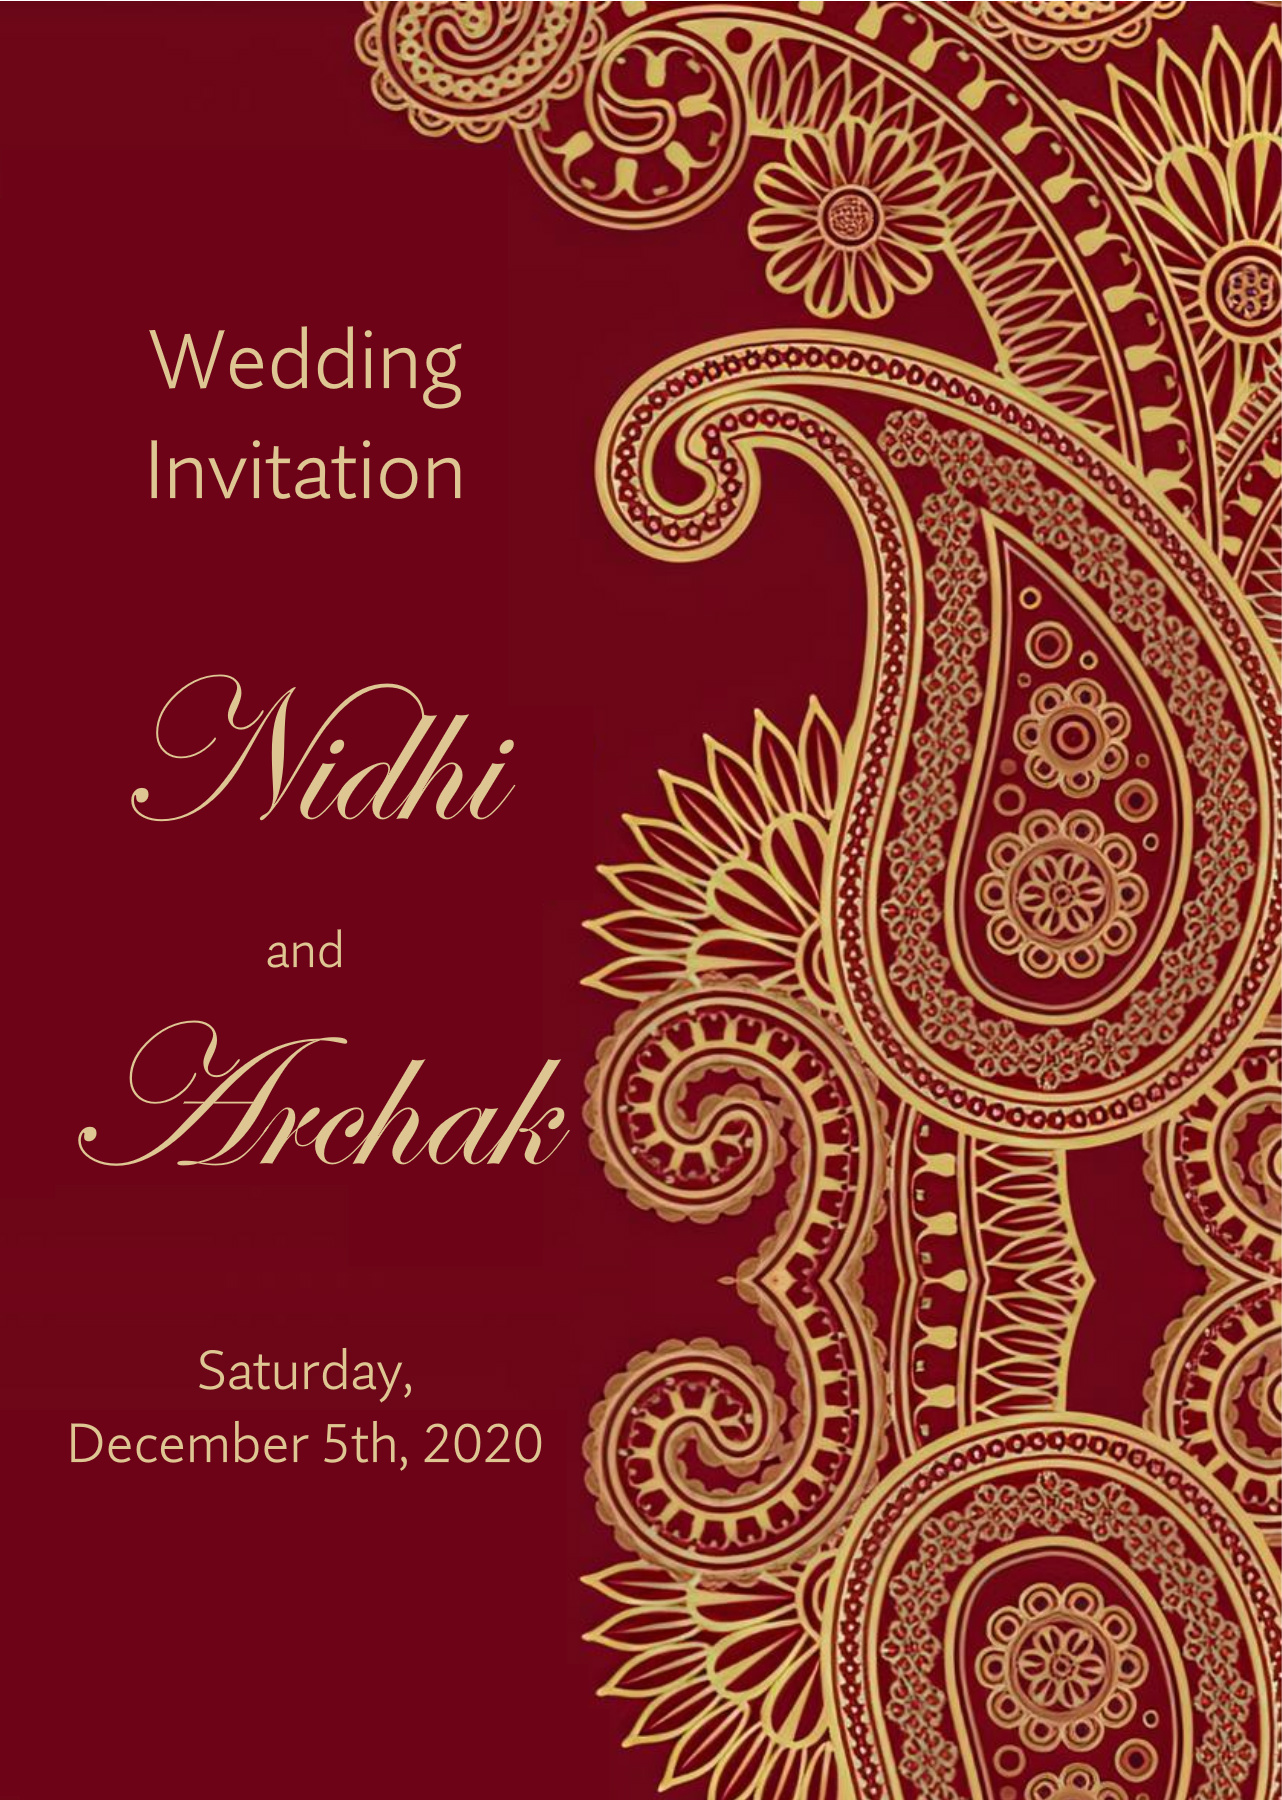 Wedding
Invitation
Nidhi
and
Archak
Saturday,
December 5th, 2020